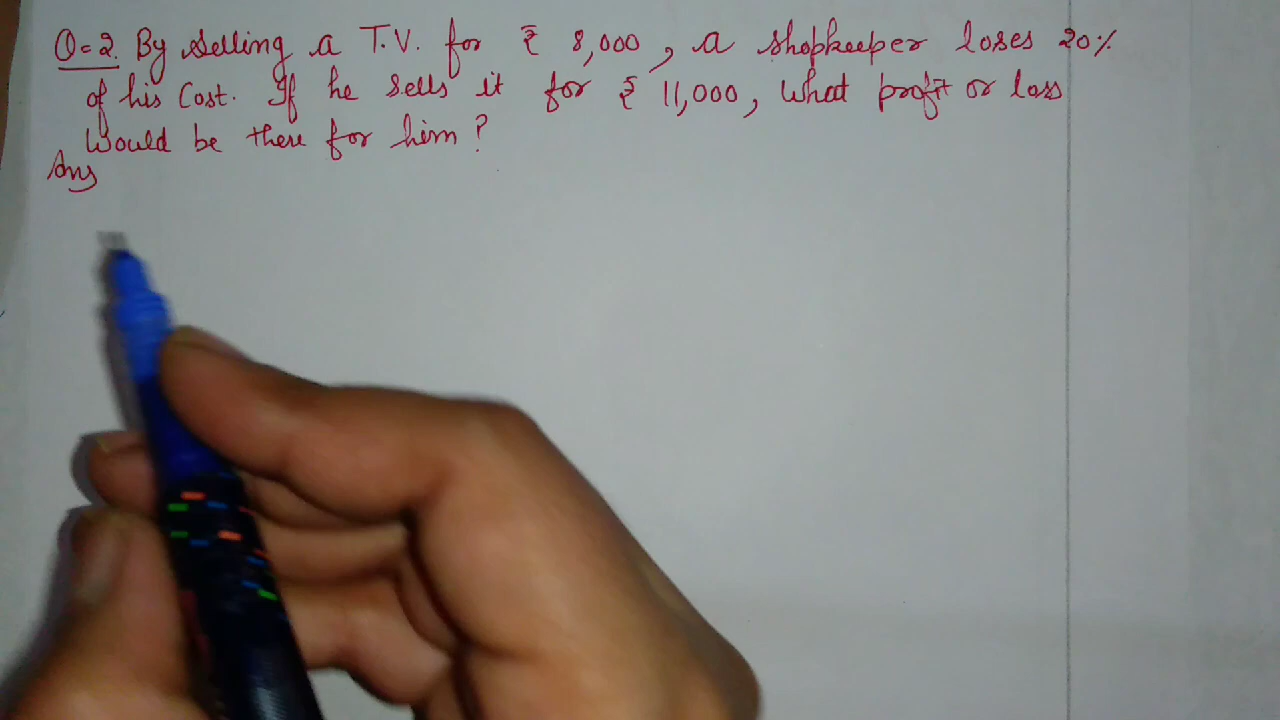 Q=2. By selling a T.V. for ₹ 8,000, a shopkeeper loses 20%
of his Cost. If he sells it for ₹ 11,000, What profit or loss
Would be there for him?
Ans